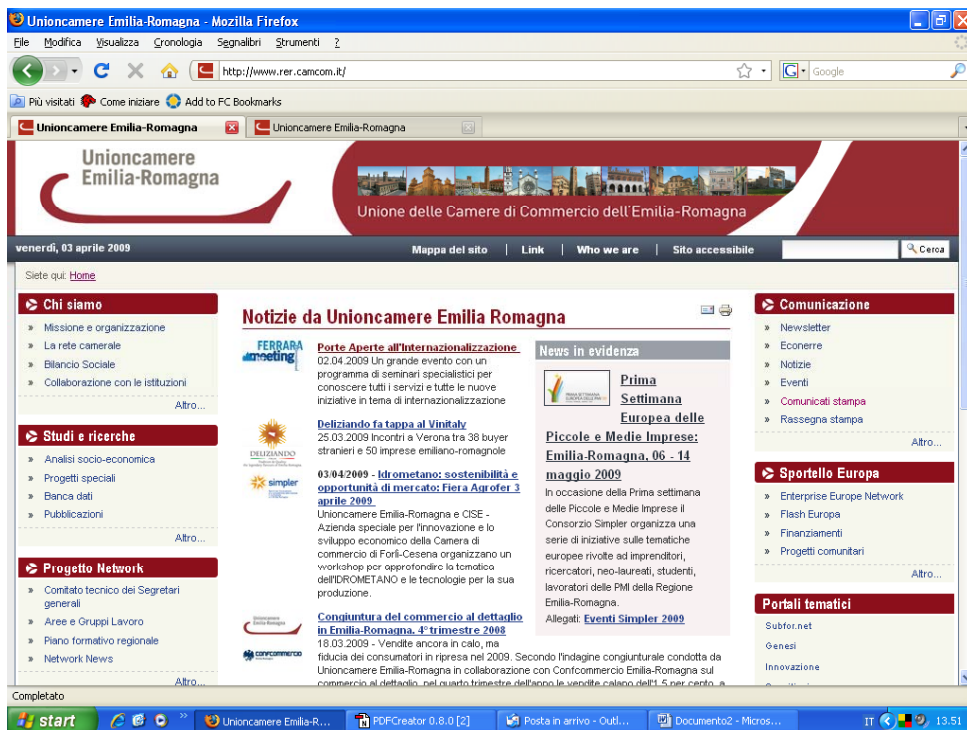 Unioncamere Emilia-Romagna - Mozilla Firefox
File Modifica Visualizza Cronologia Segnalibri Strumenti ?
http://www.rer.camcom.it/
Google
Più visitati Come iniziare Add to FC Bookmarks
Unioncamere Emilia-Romagna
Unioncamere Emilia-Romagna
Unioncamere
Emilia-Romagna
Unione delle Camere di Commercio dell'Emilia-Romagna
venerdì, 03 aprile 2009
Mappa del sito | Link | Who we are | Sito accessibile
Cerca
Siete qui: Home
Chi siamo
» Missione e organizzazione
» La rete camerale
» Bilancio Sociale
» Collaborazione con le istituzioni
Altro...
Studi e ricerche
» Analisi socio-economica
» Progetti speciali
» Banca dati
» Pubblicazioni
Altro...
Progetto Network
» Comitato tecnico dei Segretari
generali
» Aree e Gruppi Lavoro
» Piano formativo regionale
» Network News
Altro...
Notizie da Unioncamere Emilia Romagna
FERRARA
meeting
Porte Aperte all'Internazionalizzazione
02.04.2009 Un grande evento con un
programma di seminari specialistici per
conoscere tutti i servizi e tutte le nuove
iniziative in tema di internazionalizzazione
DELIZIANDO
Deliziando fa tappa al Vinitaly
25.03.2009 Incontri a Verona tra 38 buyer
stranieri e 50 imprese emiliano-romagnole
simpler
03/04/2009 - Idrometano: sostenibilità e
opportunità di mercato: Fiera Agrofer 3
aprile 2009
Unioncamere Emilia-Romagna e CISE -
Azienda speciale per l'innovazione e lo
sviluppo economico della Camera di
commercio di Forlì-Cesena organizzano un
workshop per approfondire la tematica
dell'IDROMETANO e le tecnologie per la sua
produzione.
CONFCOMMERCIO
Congiuntura del commercio al dettaglio
in Emilia-Romagna. 4° trimestre 2008
18.03.2009 - Vendite ancora in calo, ma
fiducia dei consumatori in ripresa nel 2009. Secondo l'indagine congiunturale condotta da
Unioncamere Emilia-Romagna in collaborazione con Confcommercio Emilia-Romagna sul
commercio al dettaglio, nel quarto trimestre dell'anno le vendite calano dell'1,5 per cento, a
News in evidenza
Prima
Settimana
Europea delle
Piccole e Medie Imprese:
Emilia-Romagna, 06 - 14
maggio 2009
In occasione della Prima settimana
delle Piccole e Medie Imprese il
Consorzio Simpler organizza una
serie di iniziative sulle tematiche
europee rivolte ad imprenditori,
ricercatori, neo-laureati, studenti,
lavoratori delle PMI della Regione
Emilia-Romagna.
Allegati: Eventi Simpler 2009
Comunicazione
» Newsletter
» Econerre
» Notizie
» Eventi
» Comunicati stampa
» Rassegna stampa
Altro...
Sportello Europa
» Enterprise Europe Network
» Flash Europa
» Finanziamenti
» Progetti comunitari
Altro...
Portali tematici
Subfor.net
Genesi
Innovazione
Completato
start
Unioncamere Emilia-R...
PDFCreator 0.8.0 [2]
Posta in arrivo - Outl...
Documento2 - Micros...
IT
13.51